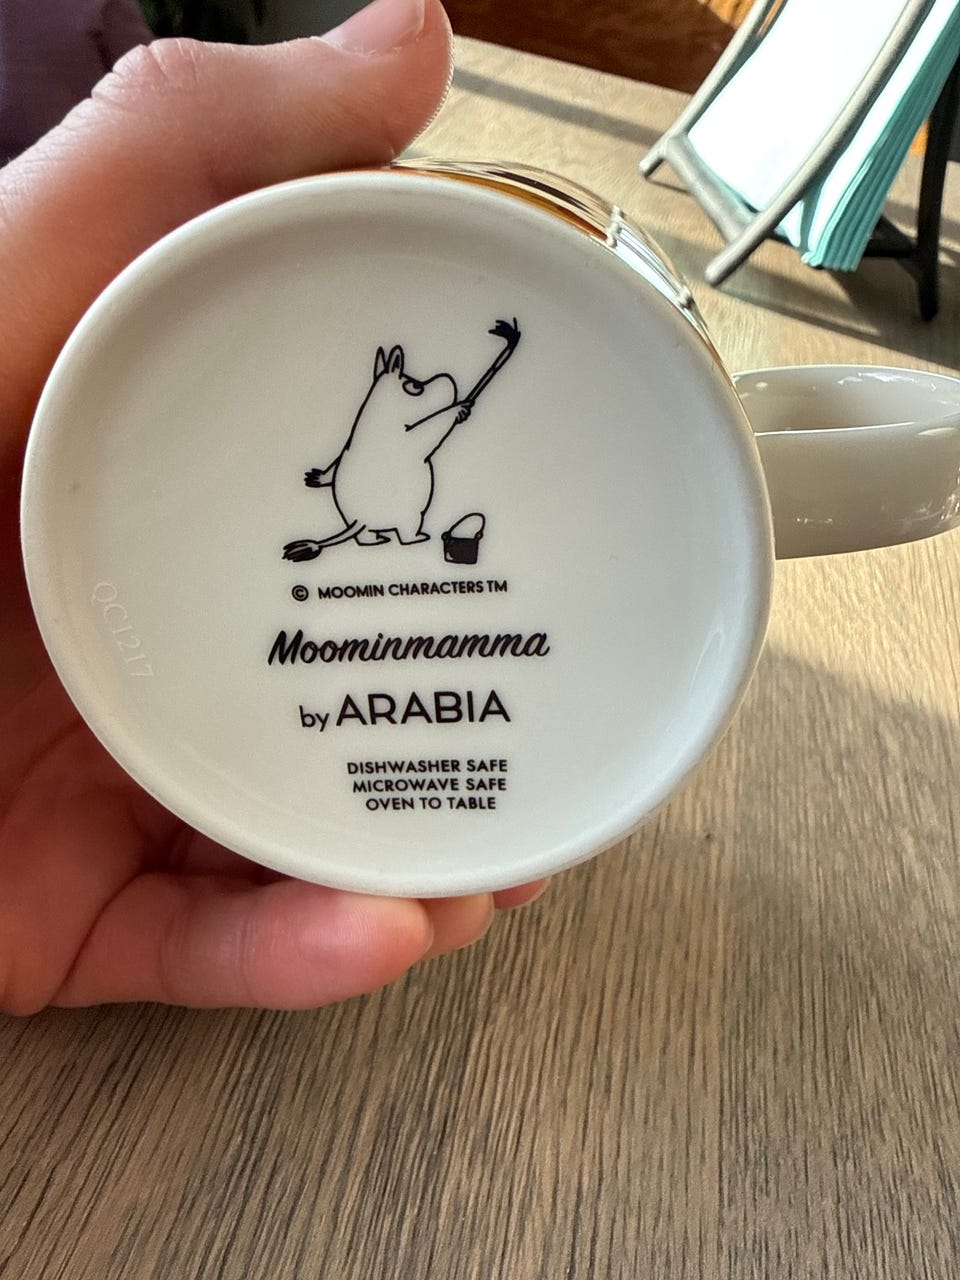 © MOOMIN CHARACTERS TM
Moominmamma
by ARABIA
DISHWASHER SAFE
MICROWAVE SAFE
OVEN TO TABLE
QC1217